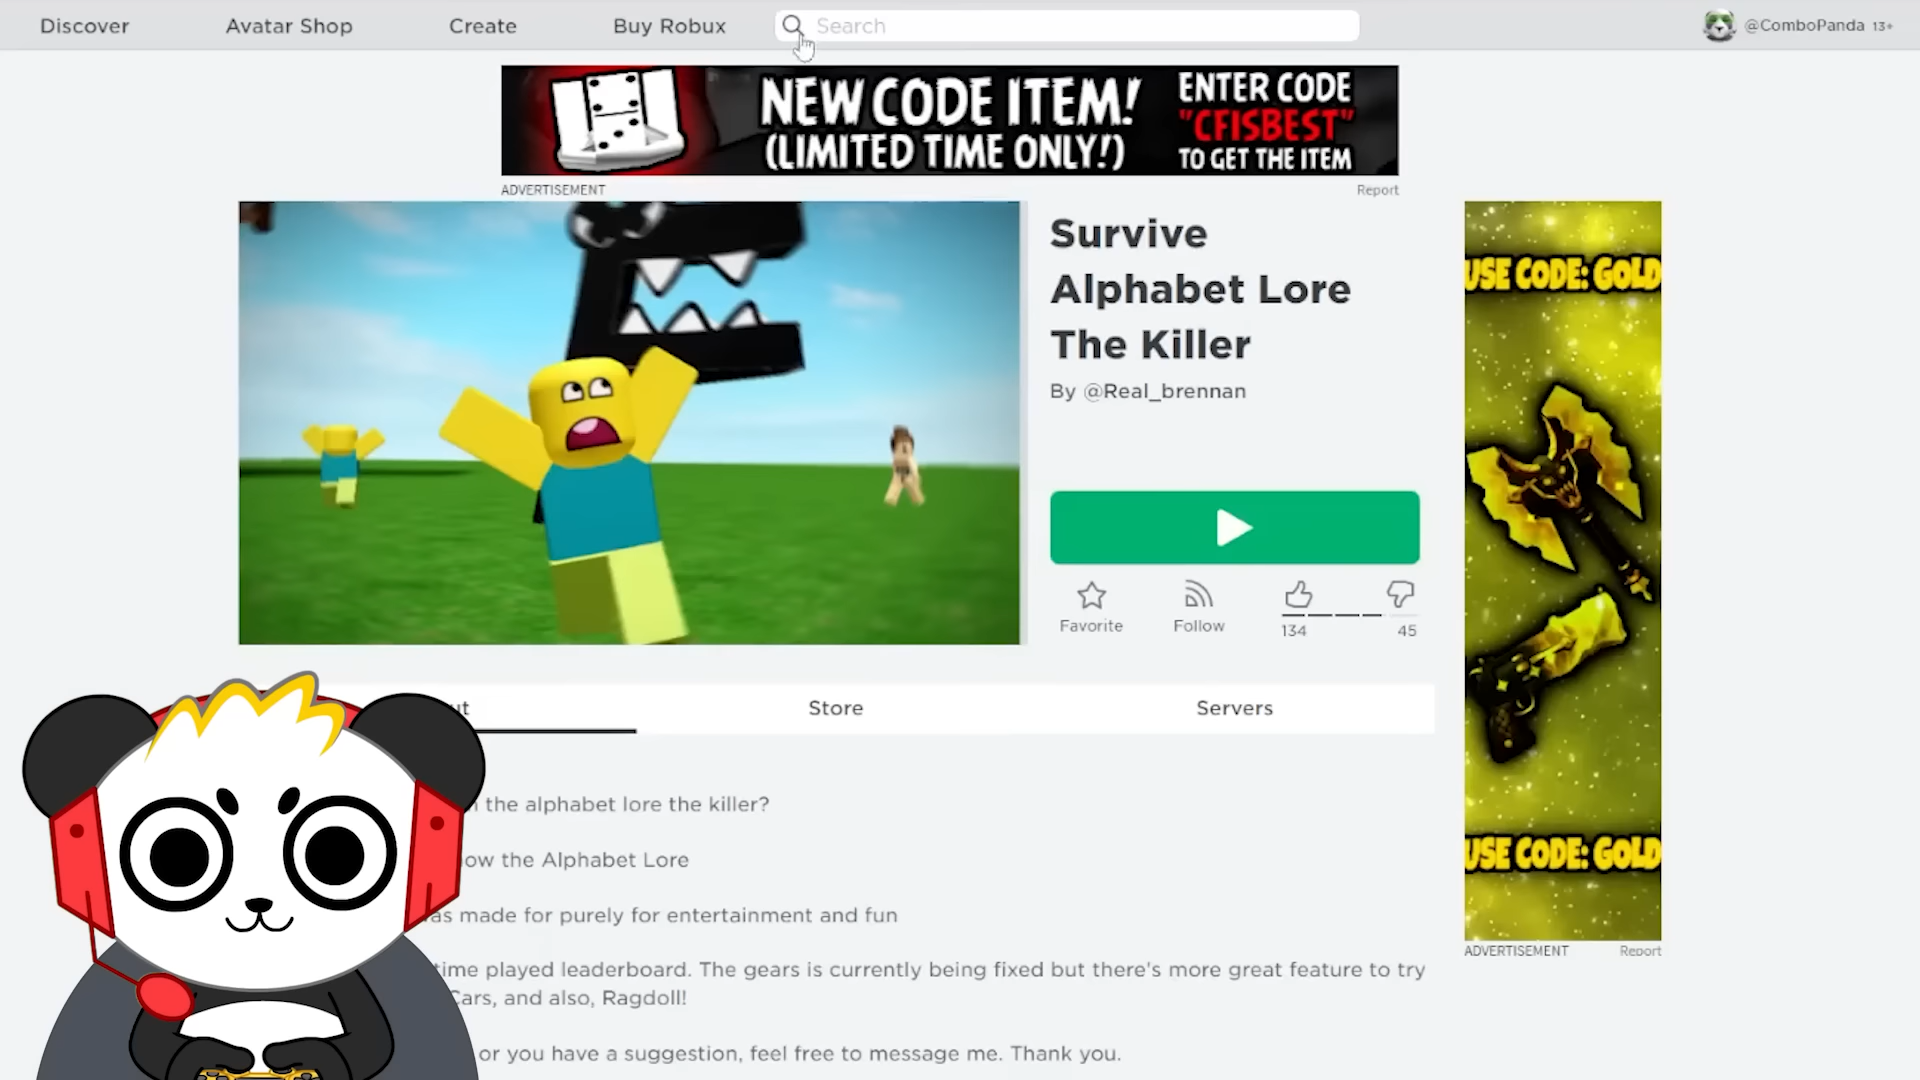 Discover Avatar Shop Create Buy Robux Search @ComboPanda 13+
NEW CODE ITEM!
(LIMITED TIME ONLY!)
ENTER CODE
"CFISBEST"
TO GET THE ITEM
ADVERTISEMENT Report
Survive
Alphabet Lore
The Killer
By @Real_brennan
Favorite Follow 134 45
USE CODE: GOLD
USE CODE: GOLD
ADVERTISEMENT Report
Store Servers
the alphabet lore the killer?
the Alphabet Lore
made for purely for entertainment and fun
time played leaderboard. The gears is currently being fixed but there's more great feature to try
Cars, and also, Ragdoll!
or you have a suggestion, feel free to message me. Thank you.